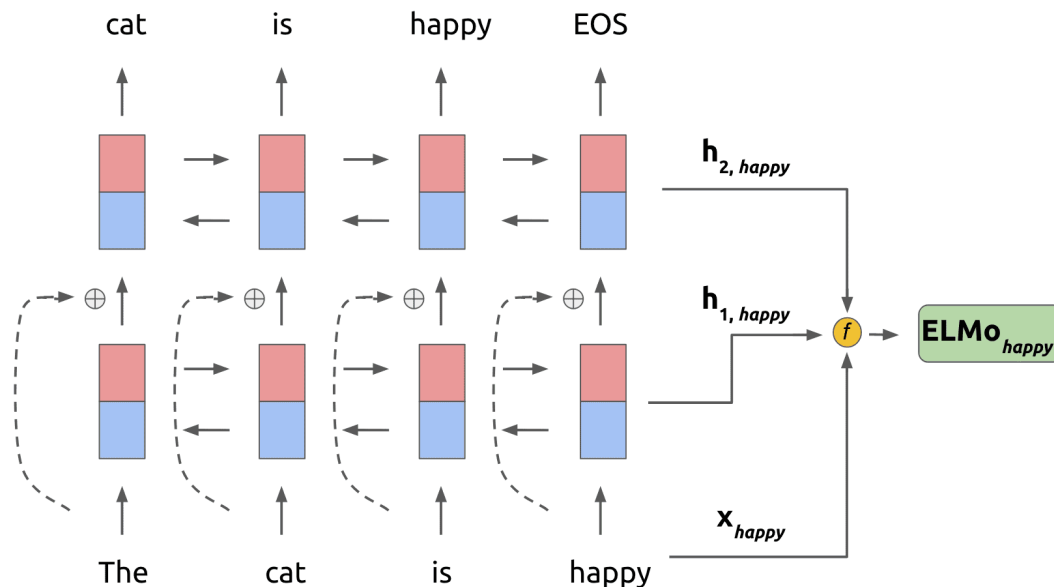 cat is happy EOS
h2, happy
h1, happy
f
ELMohappy
xhappy
The cat is happy